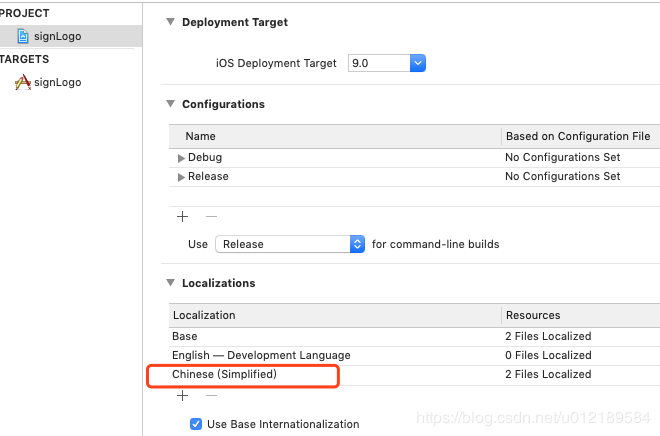 PROJECT
signLogo
TARGETS
signLogo
Deployment Target
iOS Deployment Target 9.0
Configurations
Name Based on Configuration File
Debug No Configurations Set
Release No Configurations Set
Use Release for command-line builds
Localizations
Localization Resources
Base 2 Files Localized
English — Development Language 0 Files Localized
Chinese (Simplified) 2 Files Localized
Use Base Internationalization
https://blog.csdn.net/u012189584